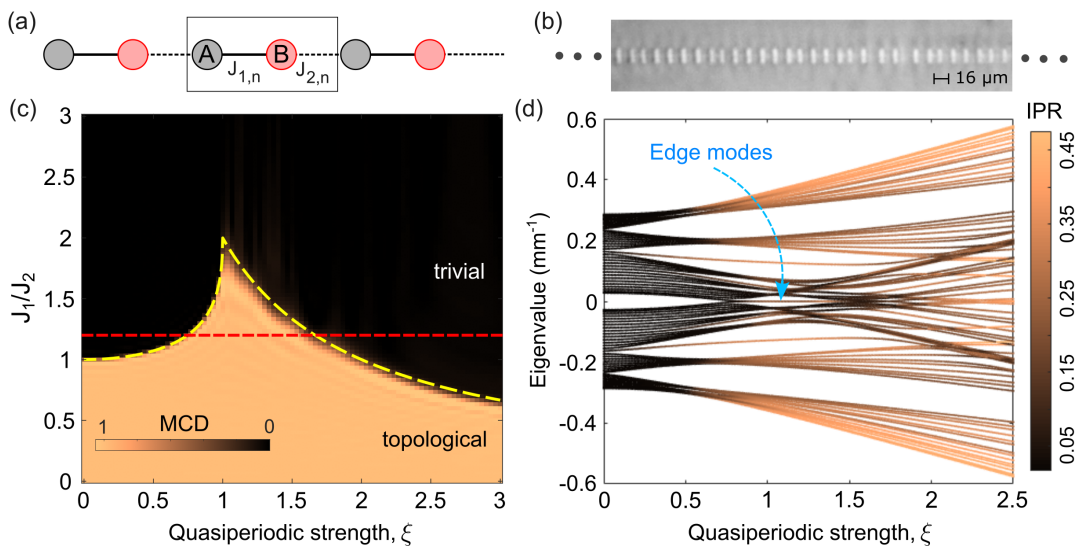 (a)
A
B
J1,n
J2,n
(b)
16 µm
(c)
3
2.5
2
1.5
1
0.5
0
J1/J2
trivial
MCD
1
0
topological
0
0.5
1
1.5
2
2.5
3
Quasiperiodic strength, ξ
(d)
IPR
0.6
0.4
0.2
0
-0.2
-0.4
-0.6
Eigenvalue (mm⁻¹)
Edge modes
0
0.5
1
1.5
2
2.5
Quasiperiodic strength, ξ
0.45
0.35
0.25
0.15
0.05